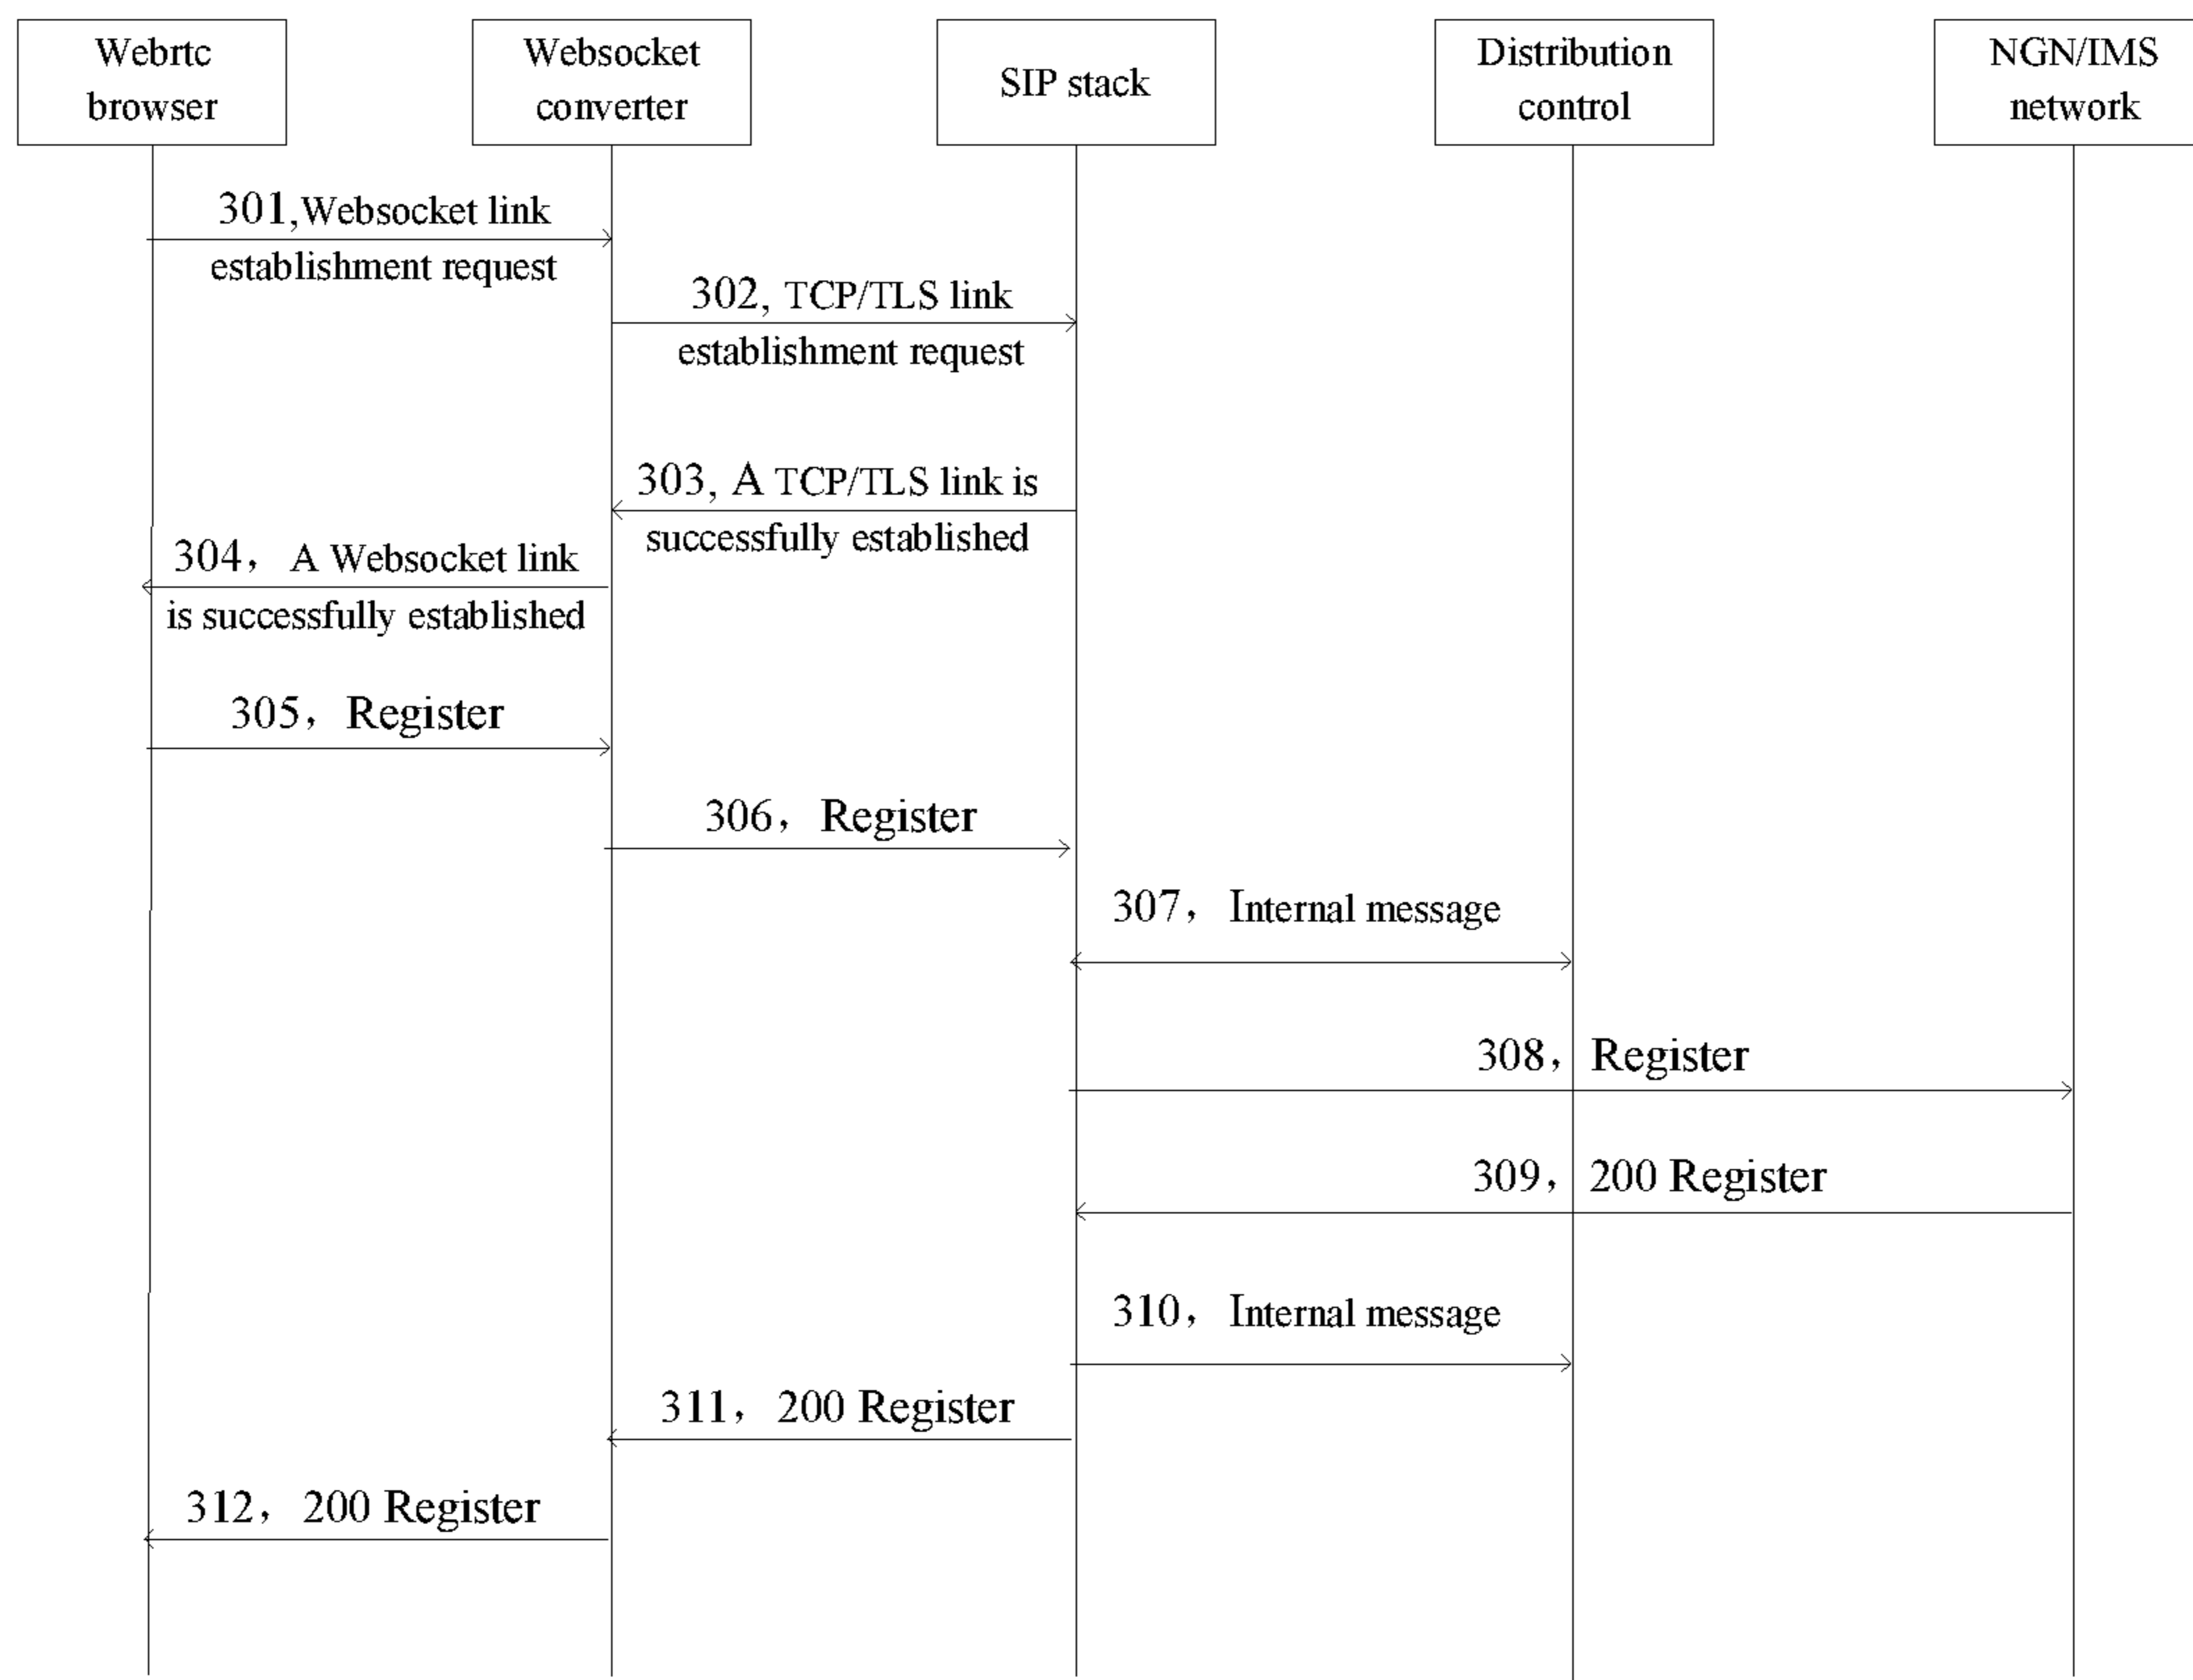 Webrtc
browser
Websocket
converter
SIP stack
Distribution
control
NGN/IMS
network
301,Websocket link
establishment request
302, TCP/TLS link
establishment request
303, A TCP/TLS link is
successfully established
304，A Websocket link
is successfully established
305，Register
306，Register
307，Internal message
308，Register
309，200 Register
310，Internal message
311，200 Register
312，200 Register